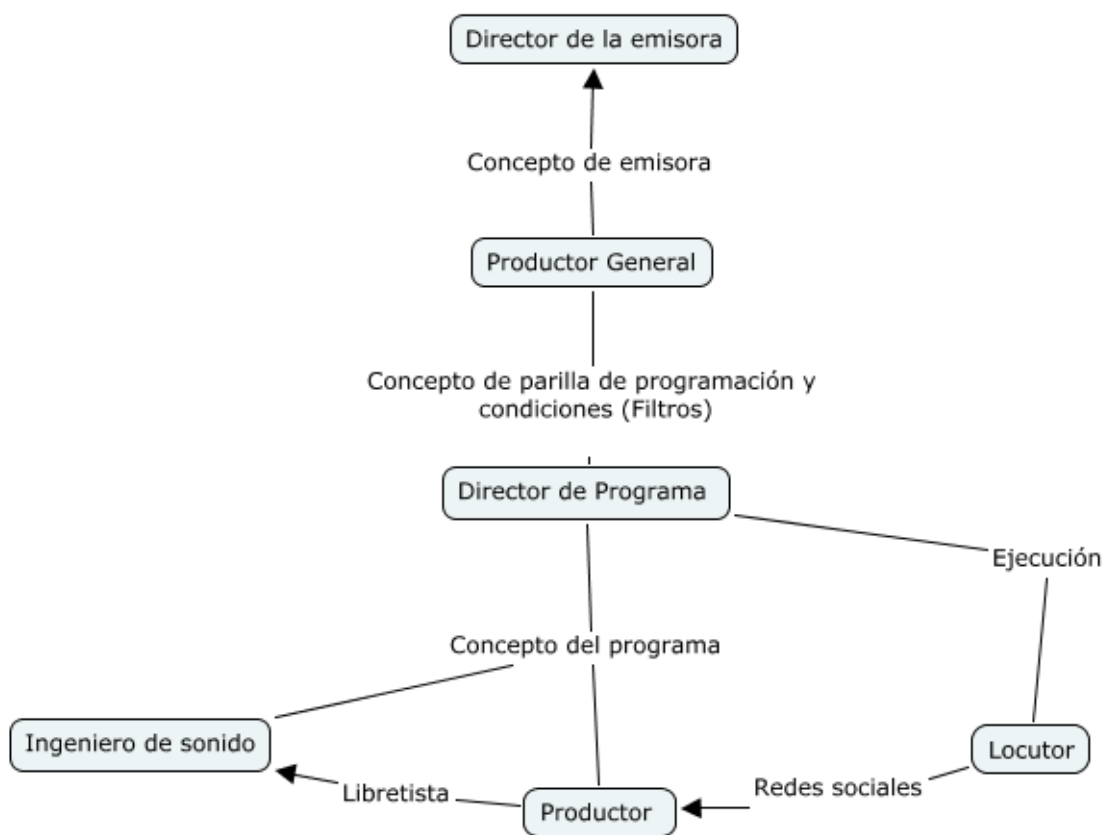 Director de la emisora
Concepto de emisora
Productor General
Concepto de parilla de programación y
condiciones (Filtros)
Director de Programa
Ejecución
Concepto del programa
Ingeniero de sonido
Locutor
Libretista
Redes sociales
Productor